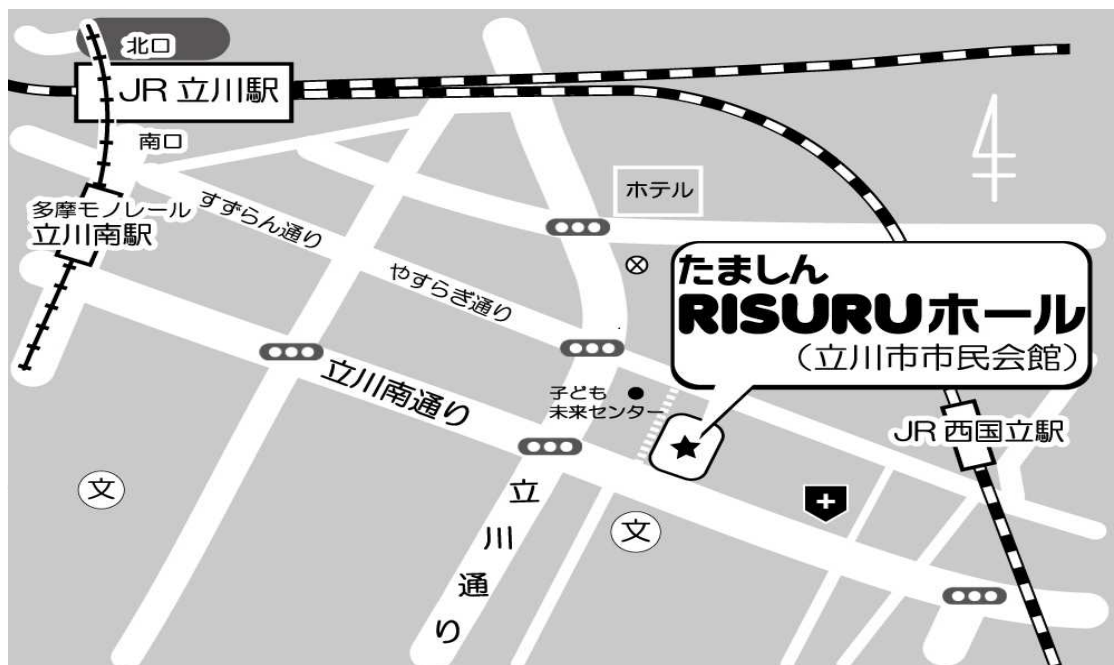 北口
JR 立川駅
南口
多摩モノレール
立川南駅
すずらん通り
やすらぎ通り
ホテル
たましん
RISURUホール
(立川市市民会館)
立川南通り
子ども
未来センター
JR 西国立駅
文
文
立川通り